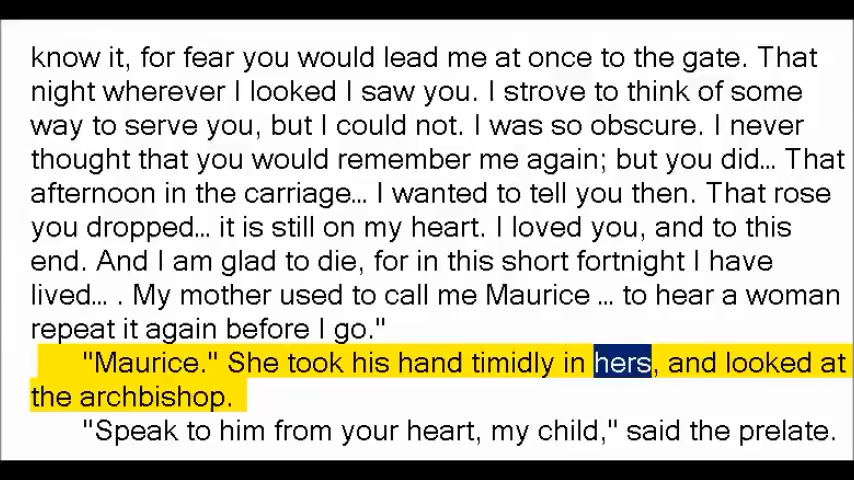 know it, for fear you would lead me at once to the gate. That
night wherever I looked I saw you. I strove to think of some
way to serve you, but I could not. I was so obscure. I never
thought that you would remember me again; but you did... That
afternoon in the carriage... I wanted to tell you then. That rose
you dropped... it is still on my heart. I loved you, and to this
end. And I am glad to die, for in this short fortnight I have
lived... . My mother used to call me Maurice ... to hear a woman
repeat it again before I go."
"Maurice." She took his hand timidly in hers, and looked at
the archbishop.
"Speak to him from your heart, my child," said the prelate.